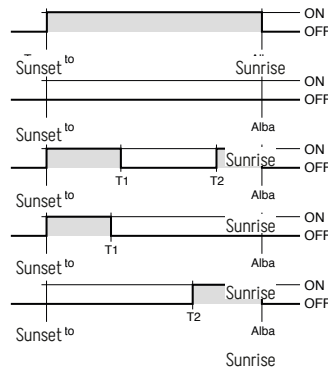 ON
OFF
Sunset to Sunrise
ON
OFF
Sunset to Alba
ON
Sunrise OFF
T1 T2
Sunset to Alba
Sunrise ON
OFF
T1
Sunset to Alba
ON
Sunrise OFF
T2
Sunset to Alba
Sunrise